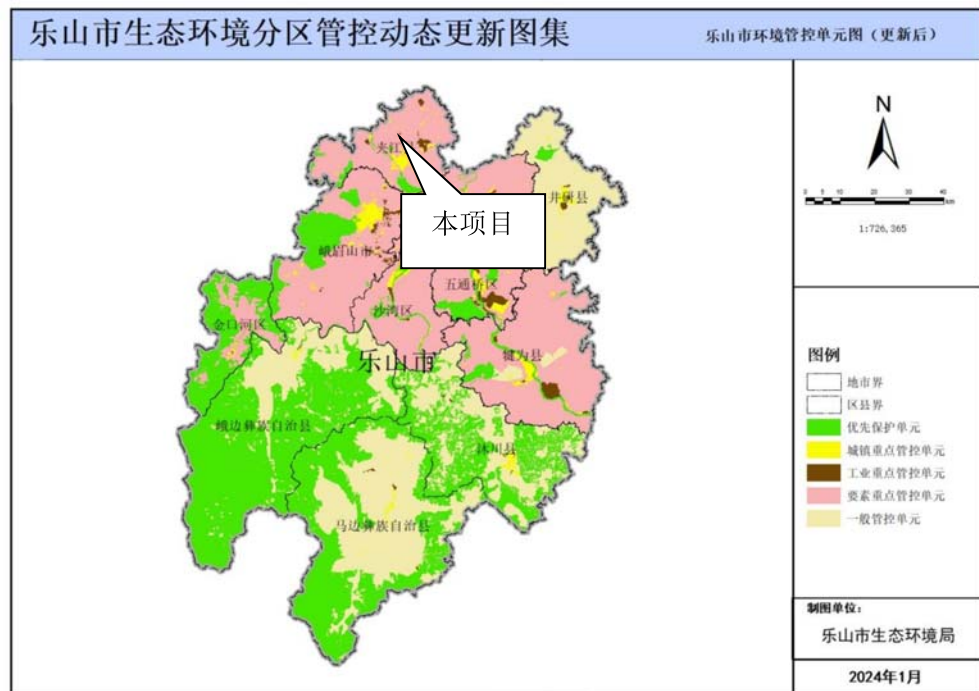 乐山市生态环境分区管控动态更新图集
乐山市环境管控单元图（更新后）
N
0 5 10 20 30 40
km
1:726,365
夹江
本项目
井研县
峨眉山市
五通桥区
沙湾区
金口河区
乐山市
犍为县
峨边彝族自治县
沐川县
马边彝族自治县
图例
地市界
区县界
优先保护单元
城镇重点管控单元
工业重点管控单元
要素重点管控单元
一般管控单元
制图单位：
乐山市生态环境局
2024年1月